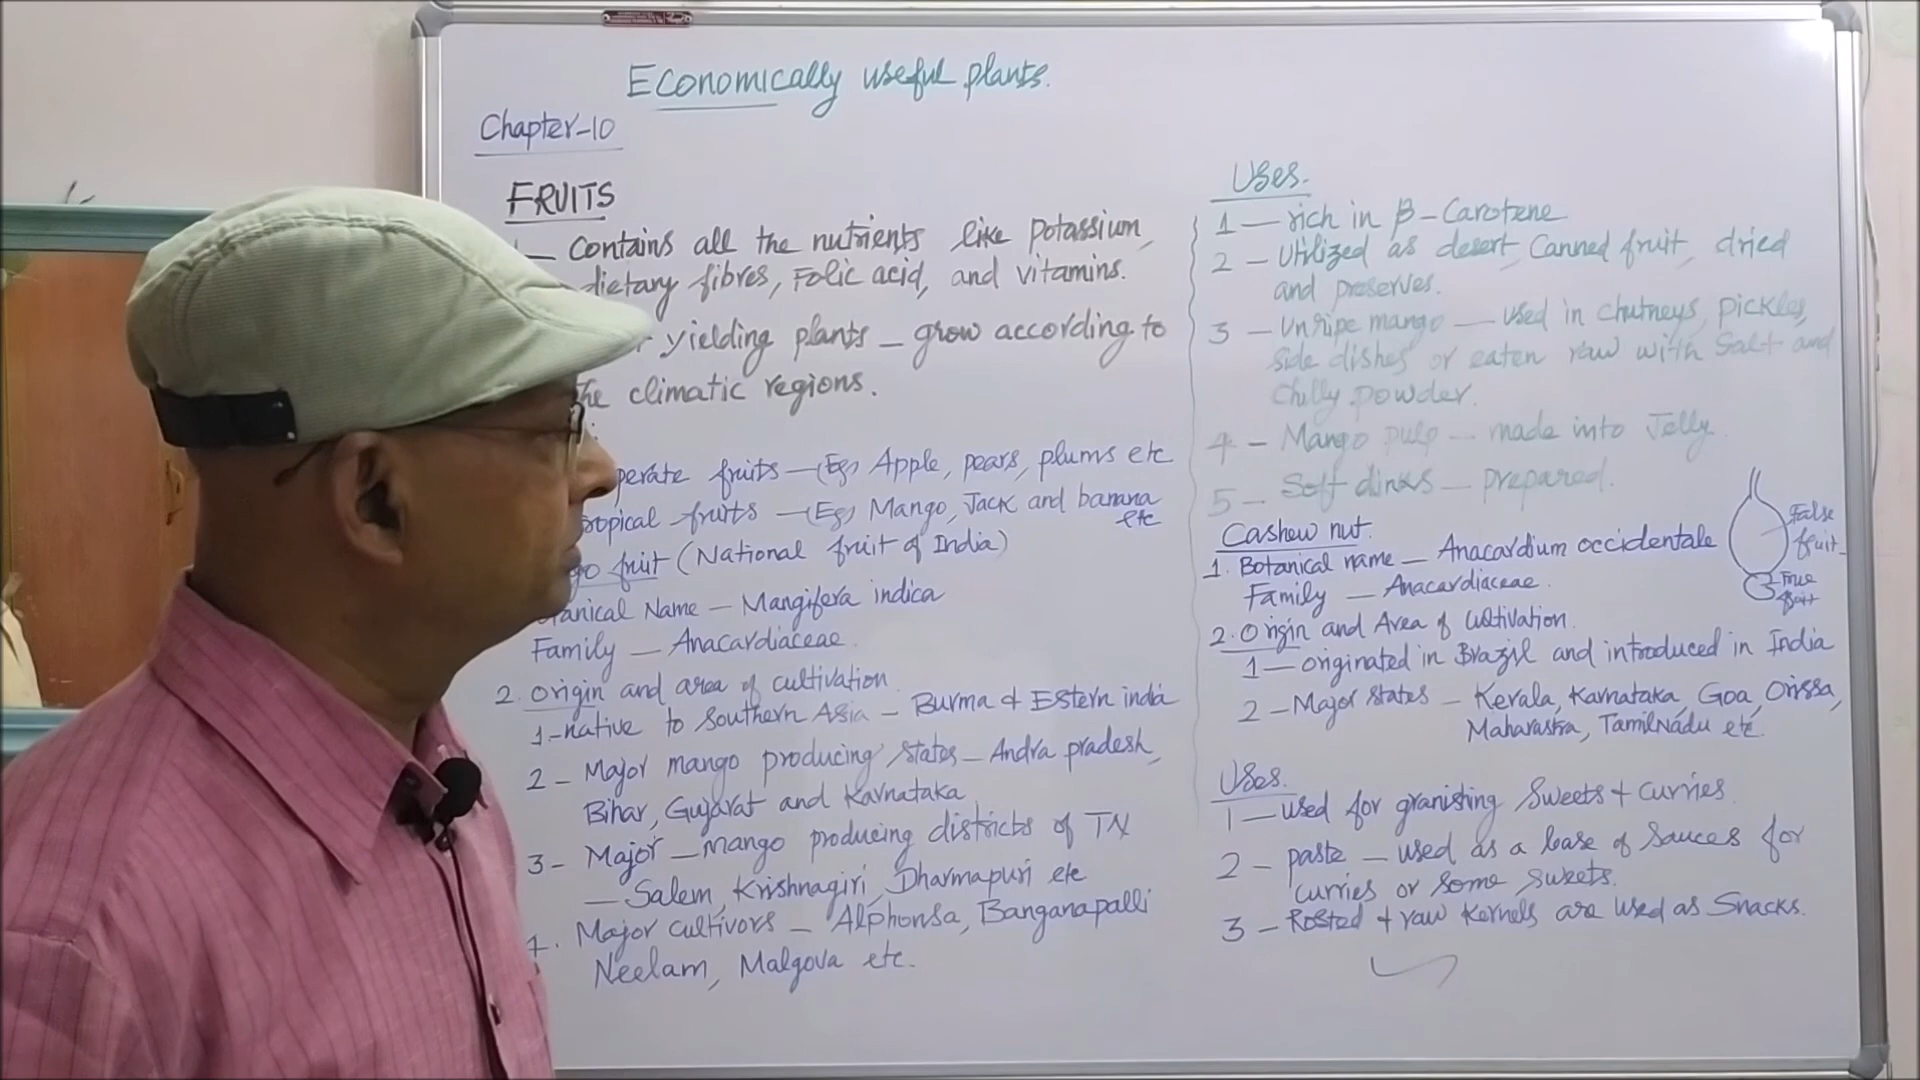 Economically useful plants.
Chapter-10
FRUITS
— Contains all the nutrients like Potassium,
dietary fibres, Folic acid, and vitamins.
yielding plants — grow according to
The climatic regions.
perate fruits — (Eg) Apple, pears, plums etc
ropical fruits — (Eg) Mango, Jack and banana
etc
go fruit (National fruit of India)
tanical Name — Mangifera indica
Family — Anacardiaceae.
2. Origin and area of cultivation
1.-native to Southern Asia — Burma & Estern india
2 - Major mango producing states — Andra pradesh,
Bihar, Gujarat and Karnataka
3- Major — mango producing districts of TN
— Salem, Krishnagiri, Dharmapuri etc
4. Major cultivors — Alphonsa, Banganapalli
Neelam, Malgova etc.
Uses.
1 — rich in β-Carotene
2 - Utilized as desert, Canned fruit, dried
and preserves.
3 - Unripe mango — used in chutneys, pickles,
side dishes or eaten raw with Salt and
Chilly powder.
4 - Mango pulp — made into Jelly.
5 - Soft dinks — prepared.
Cashew nut.
1. Botanical name — Anacardium occidentale
Family — Anacardiaceae.
False
fruit
True
fruit
2. Origin and Area of cultivation.
1 — originated in Brazil and introduced in India
2 - Major states - Kerala, Karnataka, Goa, Orissa,
Maharastra, TamilNadu etc.
Uses.
1 — used for granishing Sweets + curries.
2 - paste — used as a base of sauces for
curries or some sweets.
3 - Rosted + raw Kernels are used as Snacks.